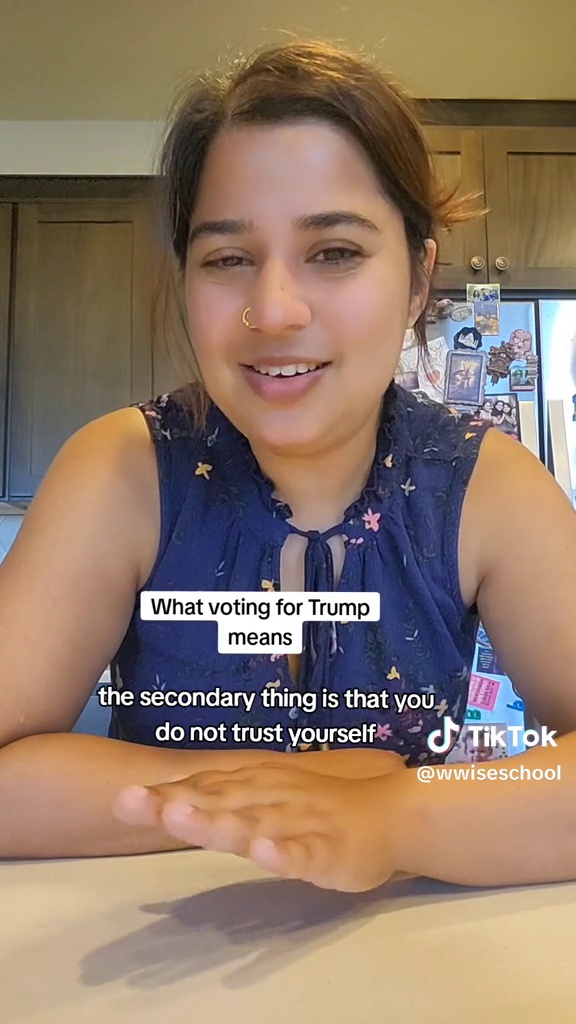 What voting for Trump
means
the secondary thing is that you
do not trust yourself
TikTok
@wwiseschool